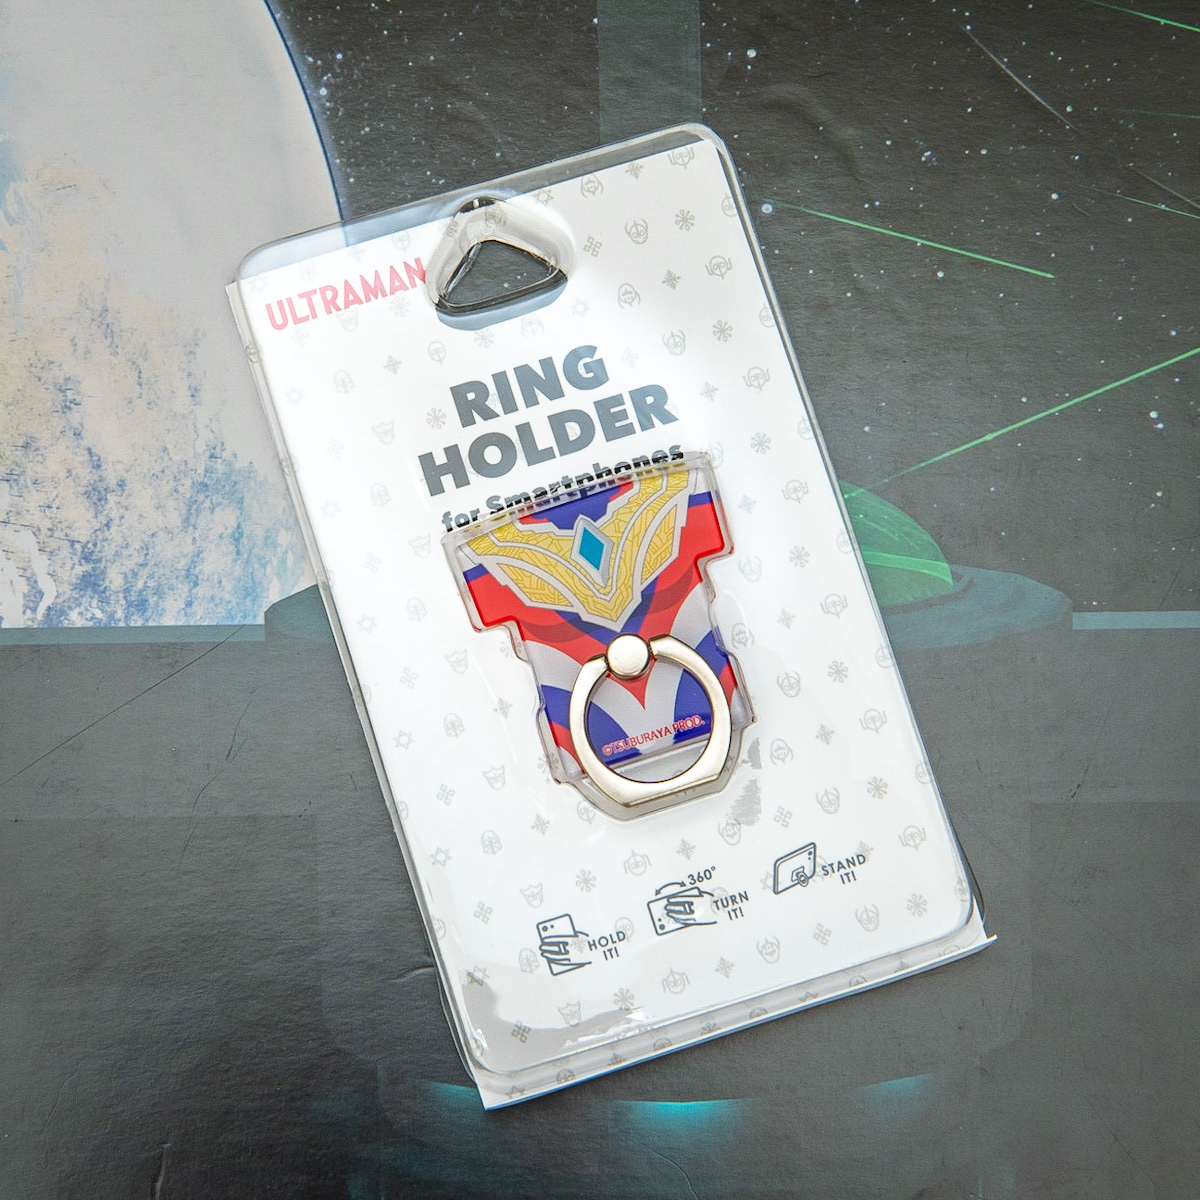 ULTRAMAN
RING
HOLDER
for Smartphones
©TSUBURAYA PROD.
HOLD
IT!
360°
TURN
IT!
STAND
IT!